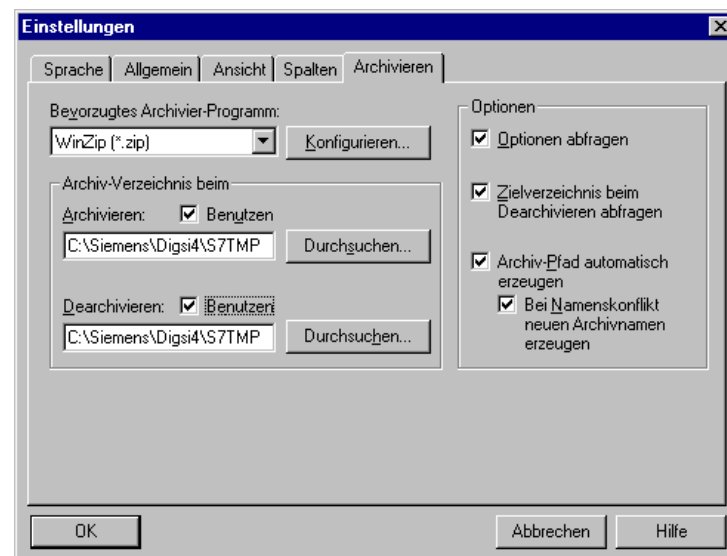 Einstellungen
Sprache Allgemein Ansicht Spalten Archivieren
Bevorzugtes Archivier-Programm:
WinZip (*.zip)
Konfigurieren...
Archiv-Verzeichnis beim
Archivieren: Benutzen
C:\Siemens\Digsi4\S7TMP
Durchsuchen...
Dearchivieren: Benutzen
C:\Siemens\Digsi4\S7TMP
Durchsuchen...
Optionen
Optionen abfragen
Zielverzeichnis beim
Dearchivieren abfragen
Archiv-Pfad automatisch
erzeugen
Bei Namenskonflikt
neuen Archivnamen
erzeugen
OK
Abbrechen
Hilfe